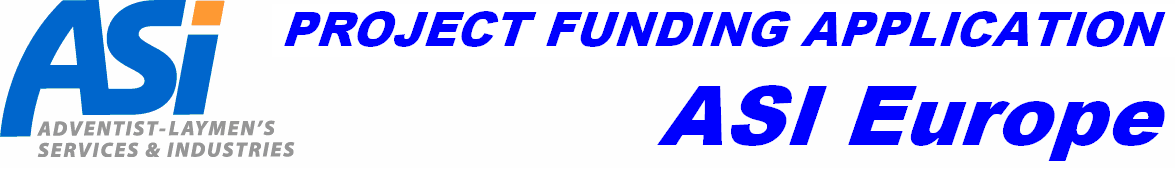 ASi
ADVENTIST-LAYMEN'S
SERVICES & INDUSTRIES
PROJECT FUNDING APPLICATION
ASI Europe